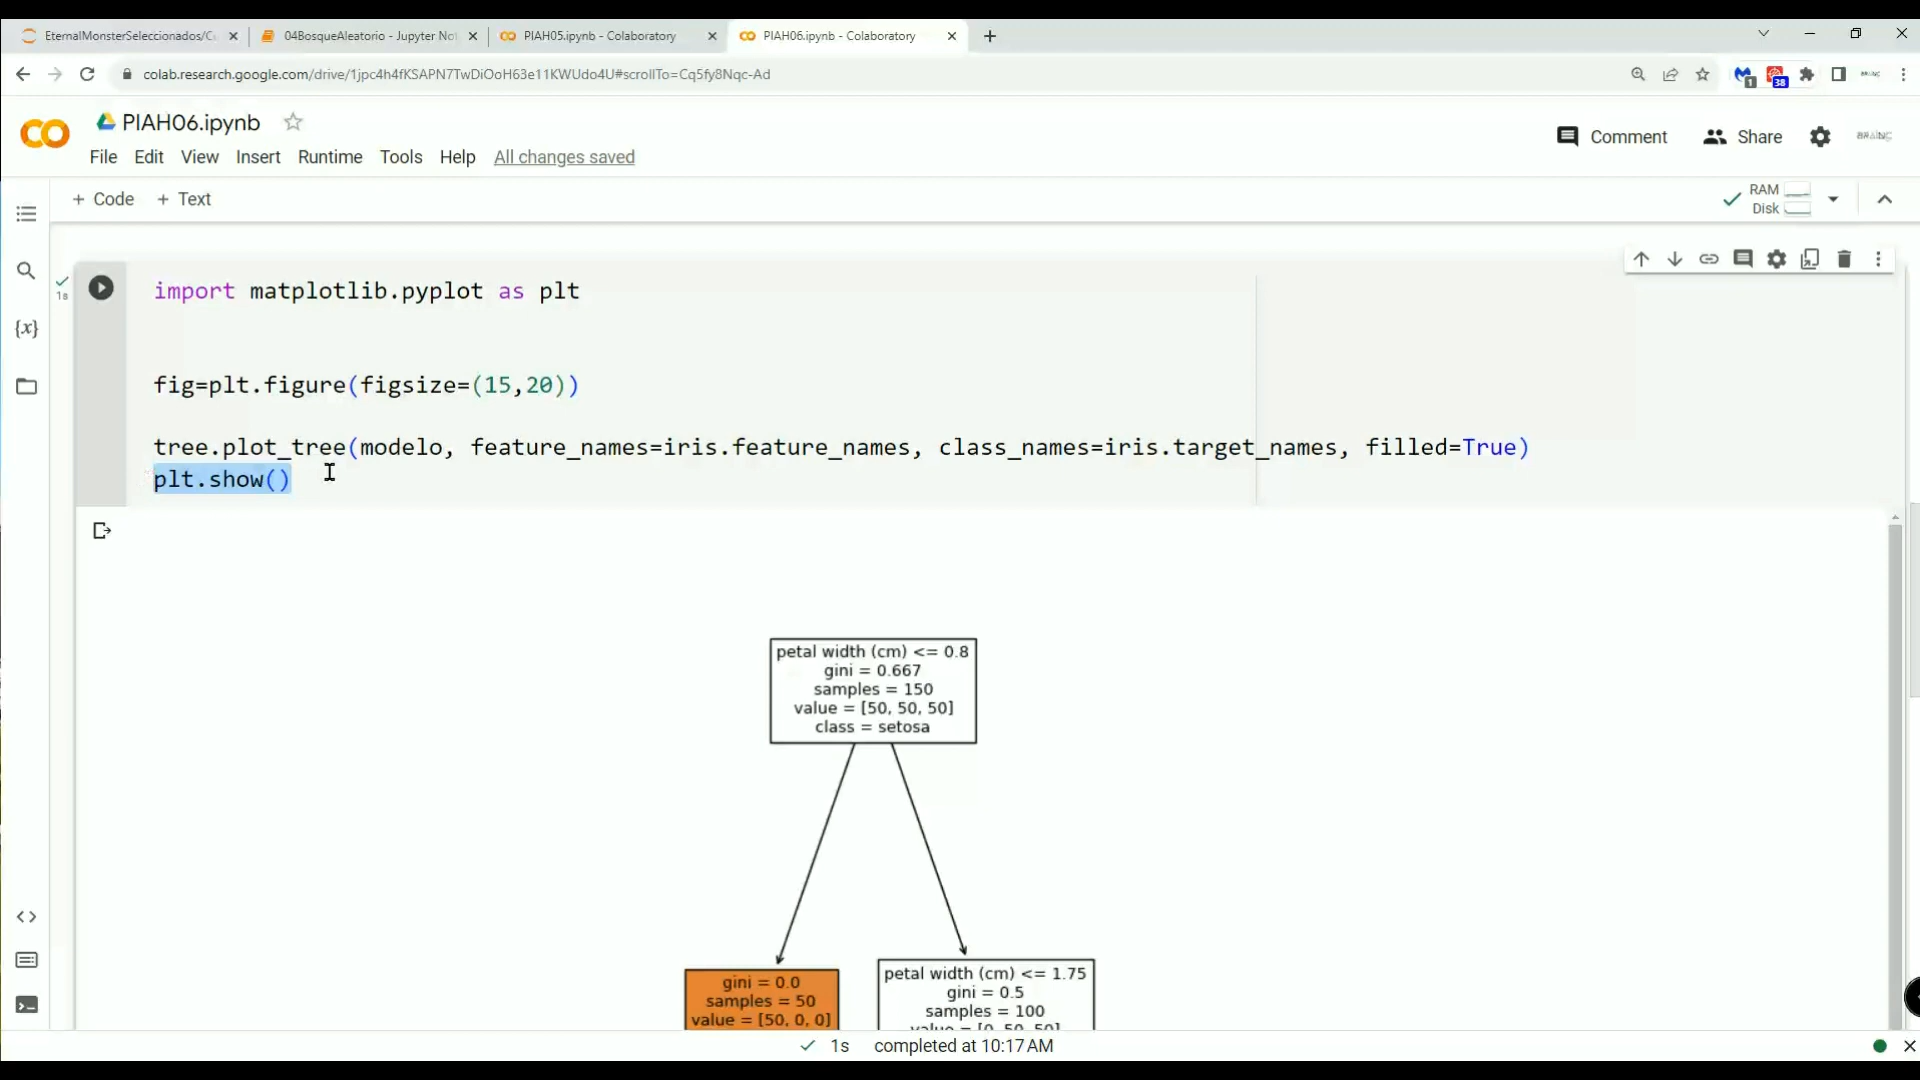 EternalMonsterSeleccionados/C
04BosqueAleatorio - Jupyter No
PIAH05.ipynb - Colaboratory
PIAH06.ipynb - Colaboratory
colab.research.google.com/drive/1jpc4h4fKSAPN7TwDiOoH63e11KWUdo4U#scrollTo=Cq5fy8Nqc-Ad
1
38
PIAH06.ipynb
Comment
Share
BRAINC
File Edit View Insert Runtime Tools Help All changes saved
+ Code + Text
RAM
Disk
1s
import matplotlib.pyplot as plt
{x}
fig=plt.figure(figsize=(15,20))
tree.plot_tree(modelo, feature_names=iris.feature_names, class_names=iris.target_names, filled=True)
plt.show()
petal width (cm) <= 0.8
gini = 0.667
samples = 150
value = [50, 50, 50]
class = setosa
gini = 0.0
samples = 50
value = [50, 0, 0]
petal width (cm) <= 1.75
gini = 0.5
samples = 100
value = [0, 50, 50]
1s completed at 10:17 AM